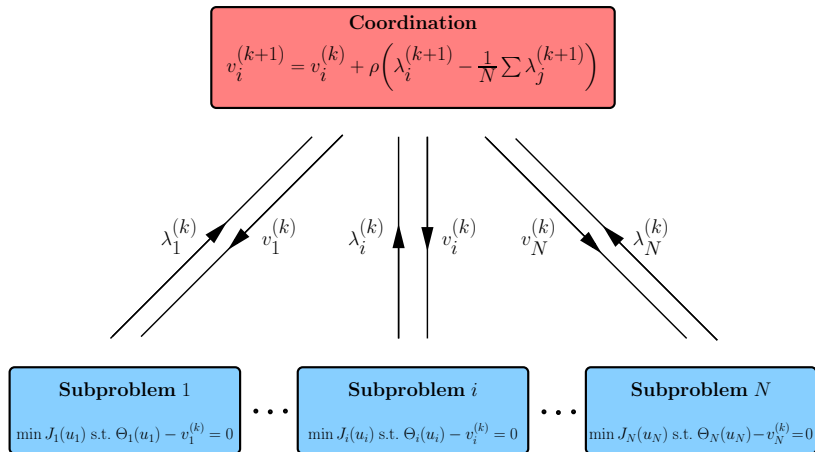 Coordination
v_i^{(k+1)} = v_i^{(k)} + ρ(λ_i^{(k+1)} − \frac{1}{N} ∑ λ_j^{(k+1)})
λ_1^{(k)} v_1^{(k)} λ_i^{(k)} v_i^{(k)} v_N^{(k)} λ_N^{(k)}
Subproblem 1 Subproblem i Subproblem N
... ...
min J_1(u_1) s.t. Θ_1(u_1) − v_1^{(k)} = 0 min J_i(u_i) s.t. Θ_i(u_i) − v_i^{(k)} = 0 min J_N(u_N) s.t. Θ_N(u_N) − v_N^{(k)} = 0